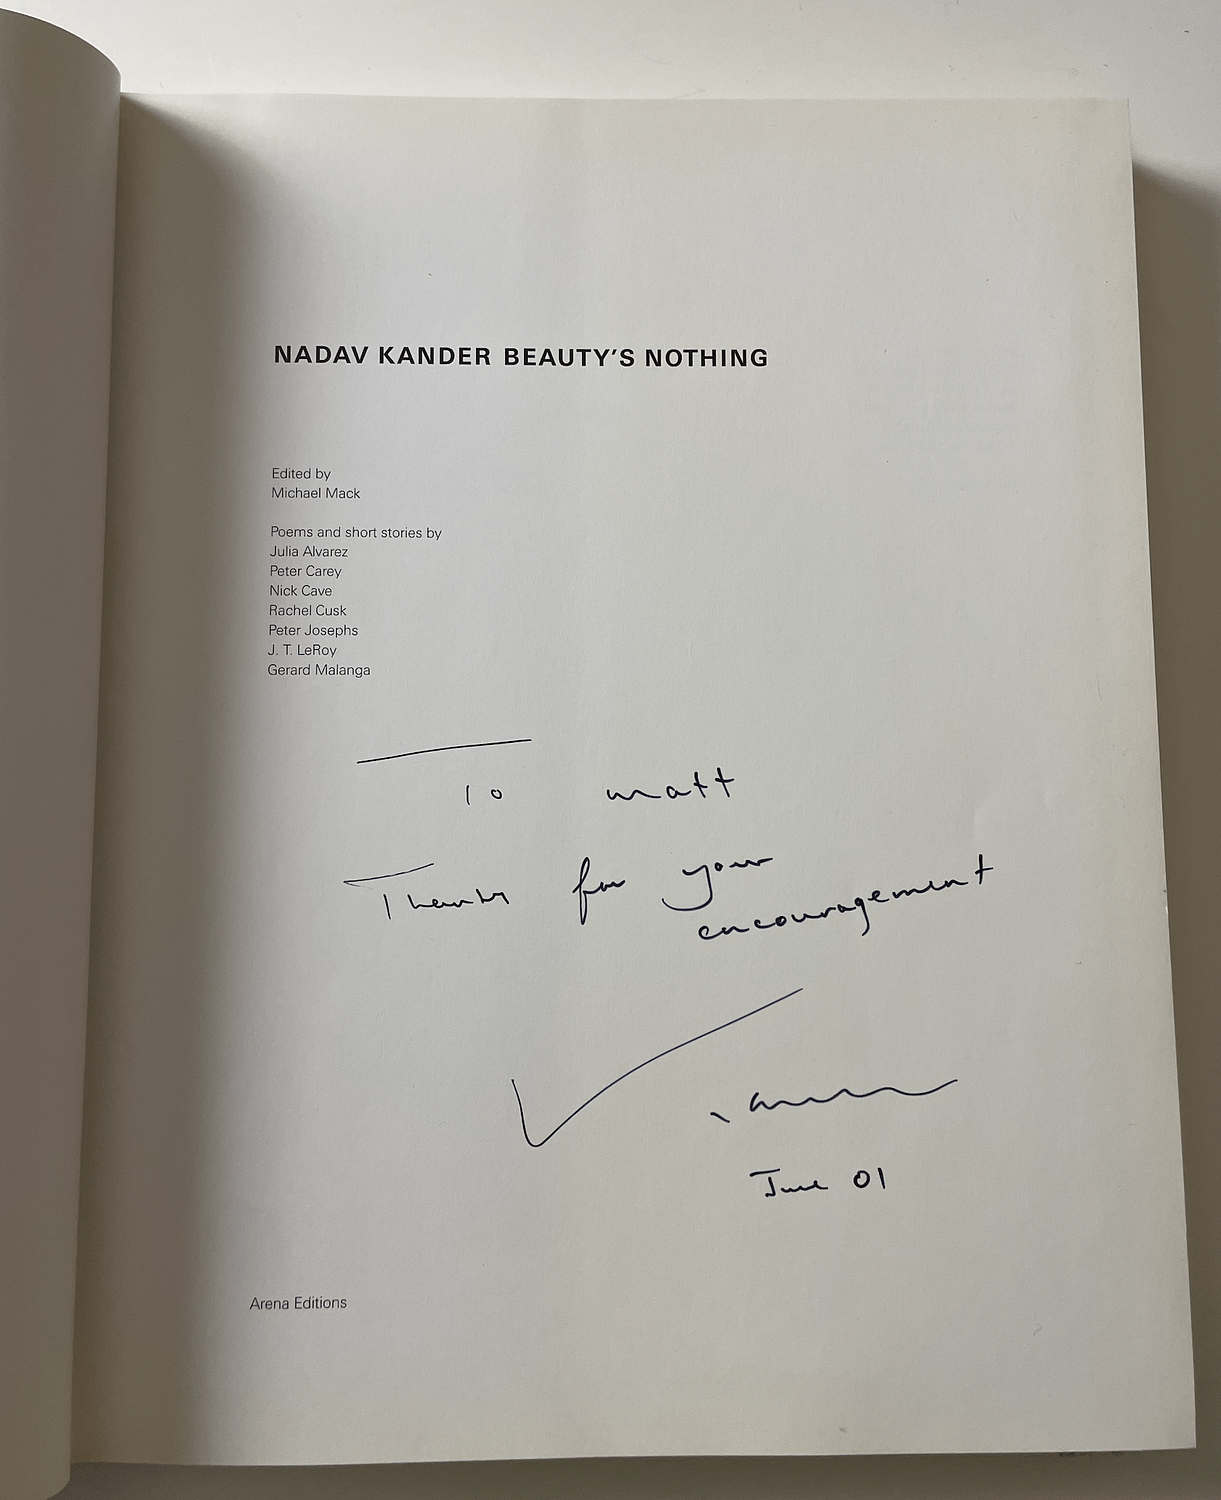 NADAV KANDER BEAUTY'S NOTHING
Edited by
Michael Mack
Poems and short stories by
Julia Alvarez
Peter Carey
Nick Cave
Rachel Cusk
Peter Josephs
J. T. LeRoy
Gerard Malanga
To matt
Thanks for your
encouragement
June 01
Arena Editions